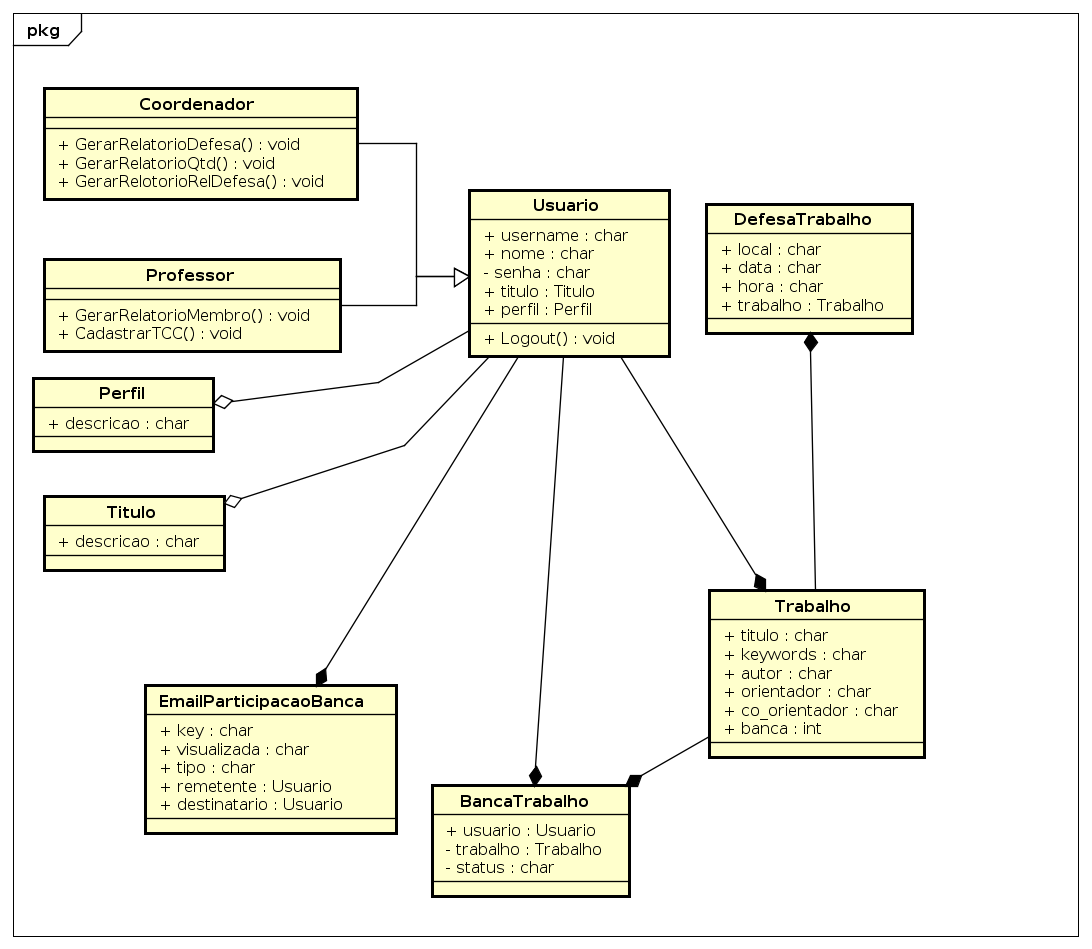 pkg
Coordenador
+ GerarRelatorioDefesa() : void
+ GerarRelatorioQtd() : void
+ GerarRelotorioRelDefesa() : void
Professor
+ GerarRelatorioMembro() : void
+ CadastrarTCC() : void
Usuario
+ username : char
+ nome : char
- senha : char
+ titulo : Titulo
+ perfil : Perfil
+ Logout() : void
DefesaTrabalho
+ local : char
+ data : char
+ hora : char
+ trabalho : Trabalho
Perfil
+ descricao : char
Titulo
+ descricao : char
Trabalho
+ titulo : char
+ keywords : char
+ autor : char
+ orientador : char
+ co_orientador : char
+ banca : int
EmailParticipacaoBanca
+ key : char
+ visualizada : char
+ tipo : char
+ remetente : Usuario
+ destinatario : Usuario
BancaTrabalho
+ usuario : Usuario
- trabalho : Trabalho
- status : char